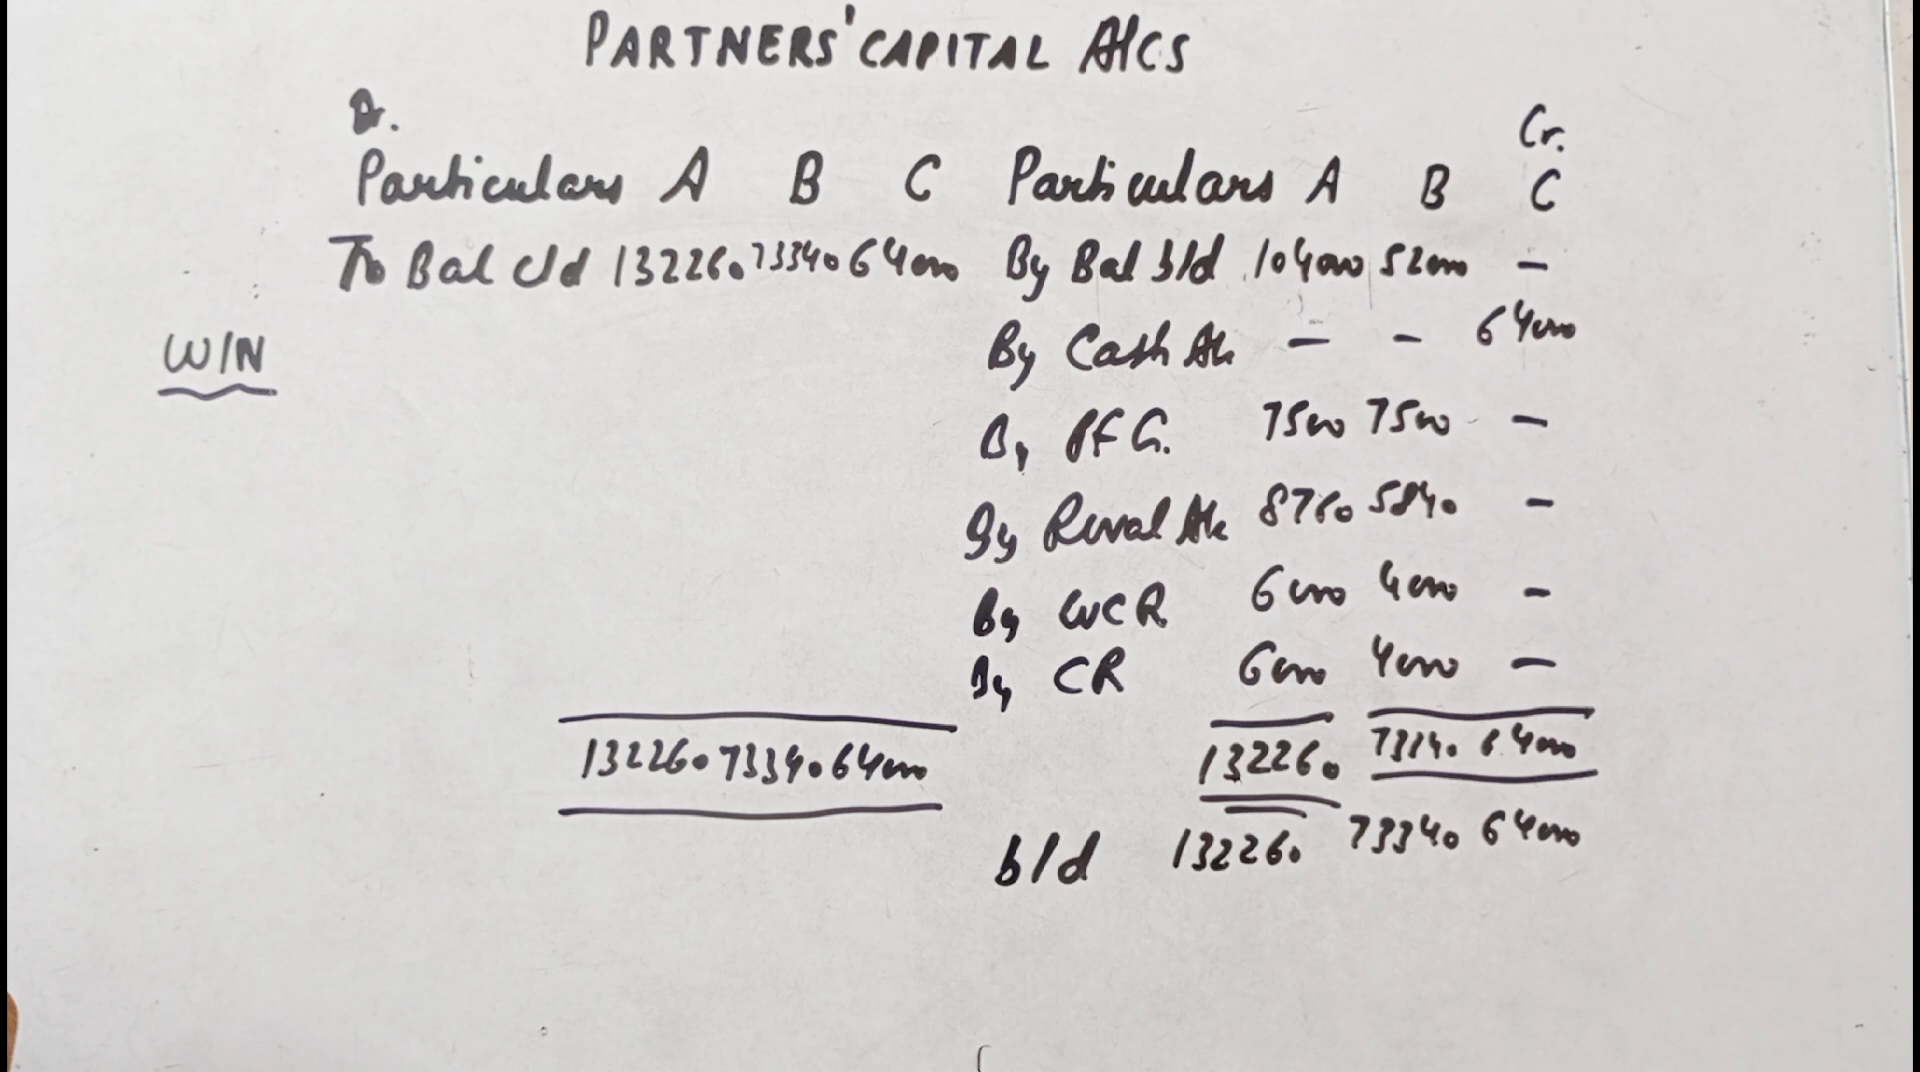 PARTNERS' CAPITAL A/CS
Dr.
Cr.
Particulars A B C Particulars A B C
To Bal c/d 132260 73340 64000 By Bal b/d 104000 52000 -
W/N
By Cash A/c - - 64000
By PFG. 7500 7500 -
By Reval A/c 8760 5840 -
By WCR 6000 4000 -
By CR 6000 4000 -
132260 73340 64000 132260 73340 64000
b/d 132260 73340 64000